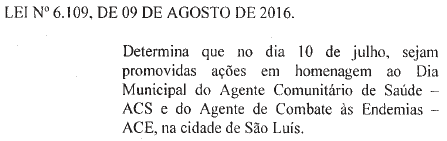 LEI Nº 6.109, DE 09 DE AGOSTO DE 2016.
Determina que no dia 10 de julho, sejam
promovidas ações em homenagem ao Dia
Municipal do Agente Comunitário de Saúde –
ACS e do Agente de Combate às Endemias –
ACE, na cidade de São Luís.